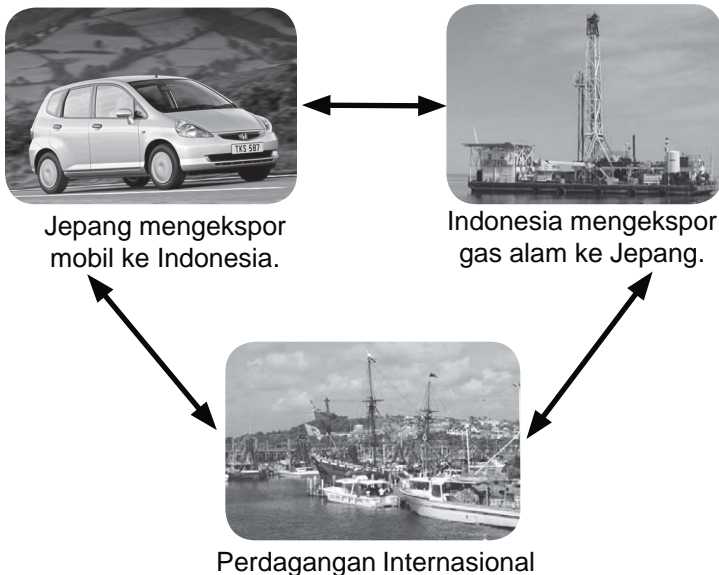 TKS 587
Jepang mengekspor
mobil ke Indonesia.
Indonesia mengekspor
gas alam ke Jepang.
Perdagangan Internasional